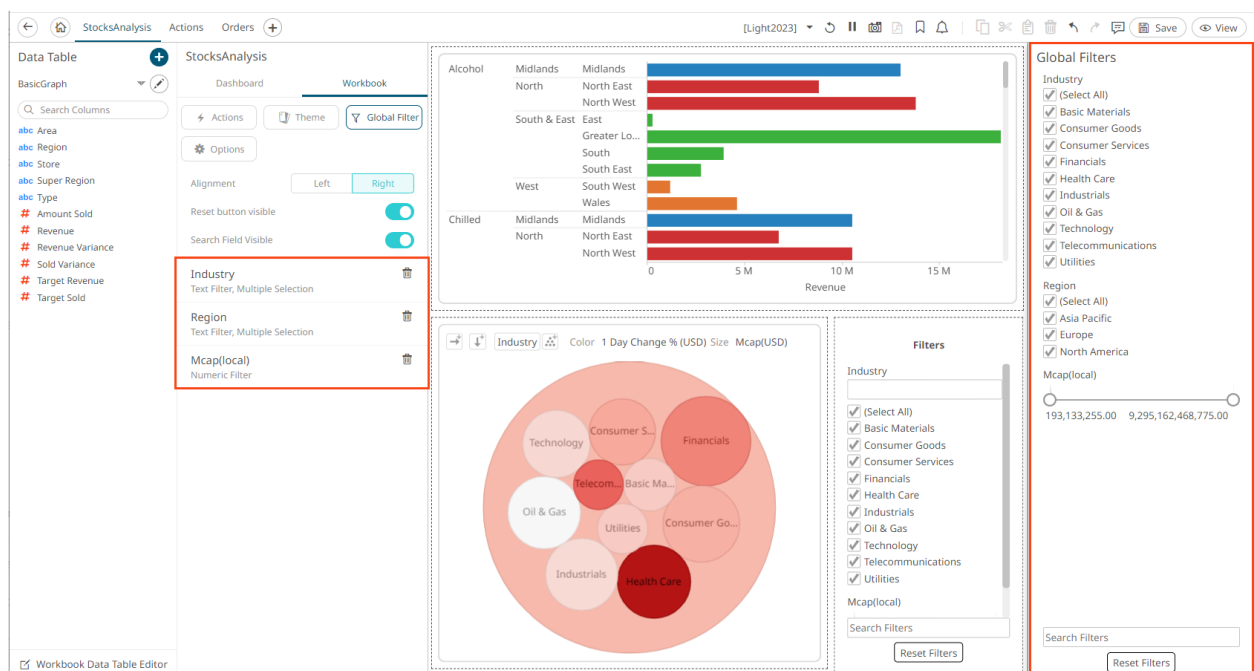 StocksAnalysis Actions Orders
[Light2023] Save View
Data Table
BasicGraph
Search Columns
abc Area
abc Region
abc Store
abc Super Region
abc Type
# Amount Sold
# Revenue
# Revenue Variance
# Sold Variance
# Target Revenue
# Target Sold
Workbook Data Table Editor
StocksAnalysis
Dashboard Workbook
Actions Theme Global Filter
Options
Alignment Left Right
Reset button visible
Search Field Visible
Industry
Text Filter, Multiple Selection
Region
Text Filter, Multiple Selection
Mcap(local)
Numeric Filter
Alcohol Midlands Midlands
North North East
North West
South & East East
Greater Lo...
South
South East
West South West
Wales
Chilled Midlands Midlands
North North East
North West
0 5 M 10 M 15 M
Revenue
Industry Color 1 Day Change % (USD) Size Mcap(USD)
Technology
Consumer S...
Financials
Telecom...
Basic Ma...
Oil & Gas
Utilities
Consumer Go...
Industrials
Health Care
Filters
Industry
(Select All)
Basic Materials
Consumer Goods
Consumer Services
Financials
Health Care
Industrials
Oil & Gas
Technology
Telecommunications
Utilities
Mcap(local)
Search Filters
Reset Filters
Global Filters
Industry
(Select All)
Basic Materials
Consumer Goods
Consumer Services
Financials
Health Care
Industrials
Oil & Gas
Technology
Telecommunications
Utilities
Region
(Select All)
Asia Pacific
Europe
North America
Mcap(local)
193,133,255.00 9,295,162,468,775.00
Search Filters
Reset Filters